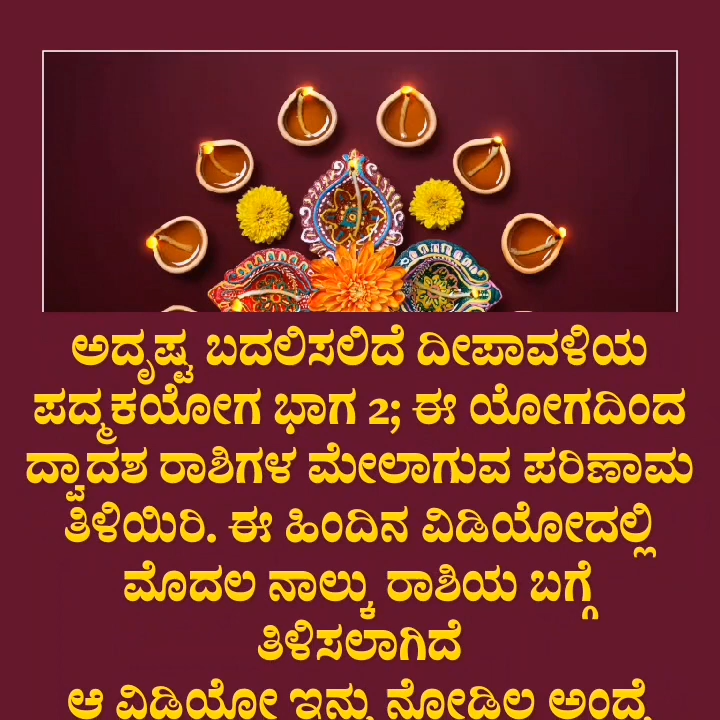 ಅದೃಷ್ಟ ಬದಲಿಸಲಿದೆ ದೀಪಾವಳಿಯ
ಪದ್ಮಕಯೋಗ ಭಾಗ 2; ಈ ಯೋಗದಿಂದ
ದ್ವಾದಶ ರಾಶಿಗಳ ಮೇಲಾಗುವ ಪರಿಣಾಮ
ತಿಳಿಯಿರಿ. ಈ ಹಿಂದಿನ ವಿಡಿಯೋದಲ್ಲಿ
ಮೊದಲ ನಾಲ್ಕು ರಾಶಿಯ ಬಗ್ಗೆ
ತಿಳಿಸಲಾಗಿದೆ
ಆ ವಿಡಿಯೋ ಇನ್ನು ನೋಡಿಲ್ಲ ಅಂದ್ರೆ